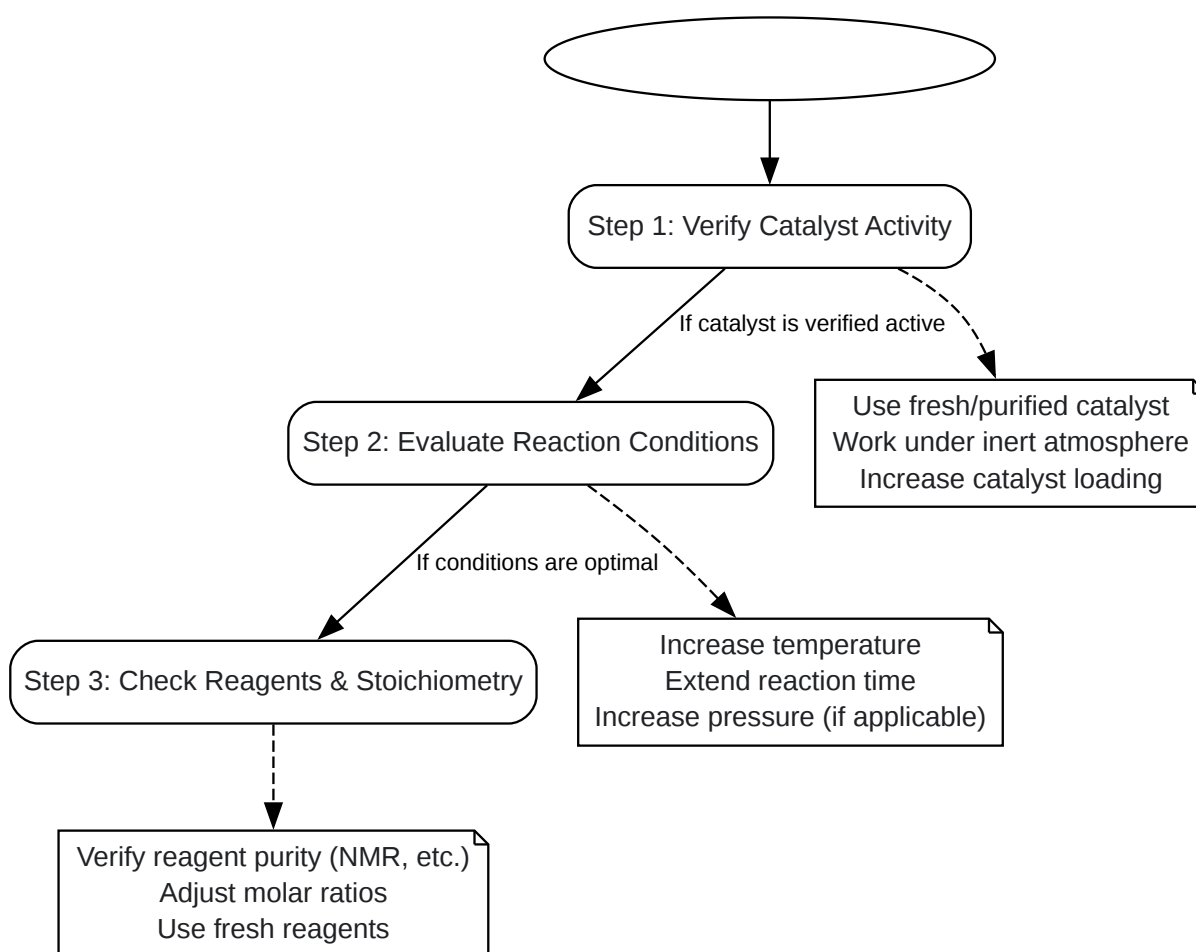 Step 1: Verify Catalyst Activity
If catalyst is verified active
Use fresh/purified catalyst
Work under inert atmosphere
Increase catalyst loading
Step 2: Evaluate Reaction Conditions
If conditions are optimal
Increase temperature
Extend reaction time
Increase pressure (if applicable)
Step 3: Check Reagents & Stoichiometry
Verify reagent purity (NMR, etc.)
Adjust molar ratios
Use fresh reagents